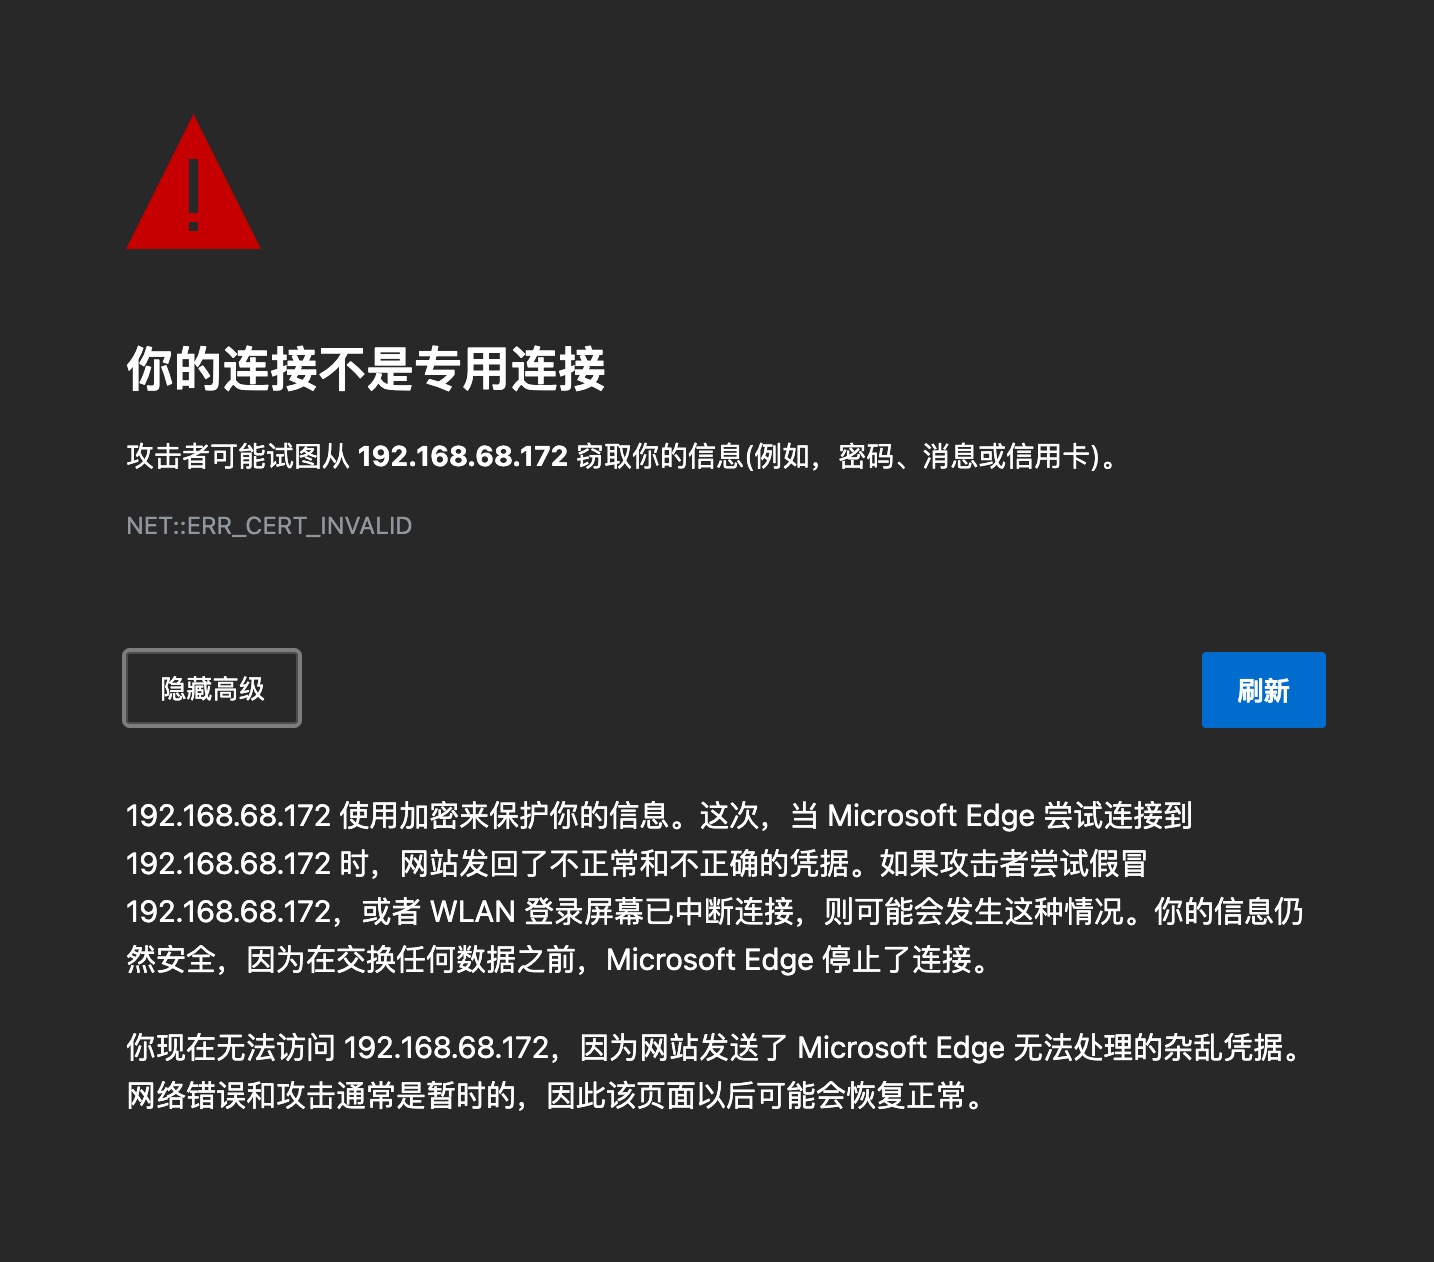 你的连接不是专用连接
攻击者可能试图从 192.168.68.172 窃取你的信息(例如，密码、消息或信用卡)。
NET::ERR_CERT_INVALID
隐藏高级
刷新
192.168.68.172 使用加密来保护你的信息。这次，当 Microsoft Edge 尝试连接到
192.168.68.172 时，网站发回了不正常和不正确的凭据。如果攻击者尝试假冒
192.168.68.172，或者 WLAN 登录屏幕已中断连接，则可能会发生这种情况。你的信息仍
然安全，因为在交换任何数据之前，Microsoft Edge 停止了连接。
你现在无法访问 192.168.68.172，因为网站发送了 Microsoft Edge 无法处理的杂乱凭据。
网络错误和攻击通常是暂时的，因此该页面以后可能会恢复正常。